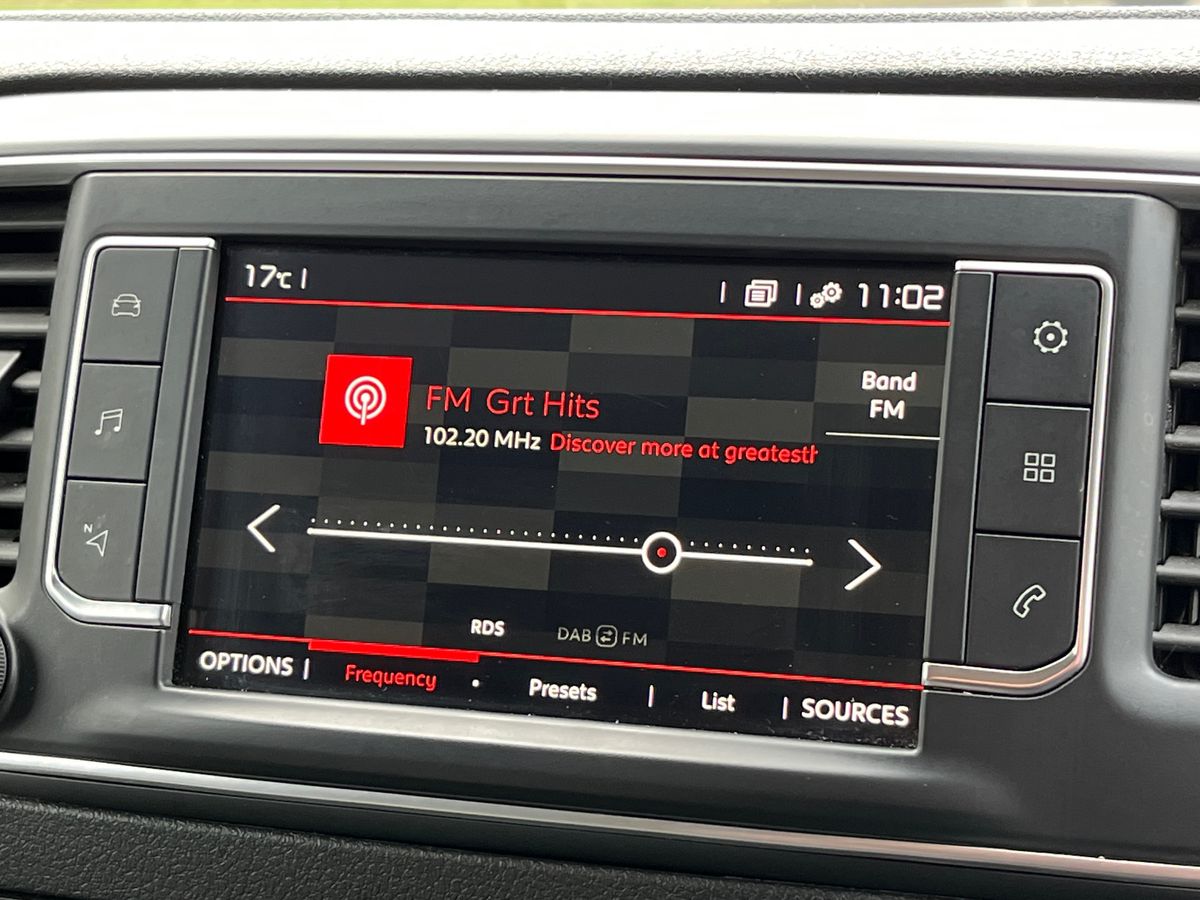 17°C
11:02
FM Grt Hits
102.20 MHz Discover more at greatesth
Band
FM
N
RDS
DAB FM
OPTIONS Frequency Presets List SOURCES